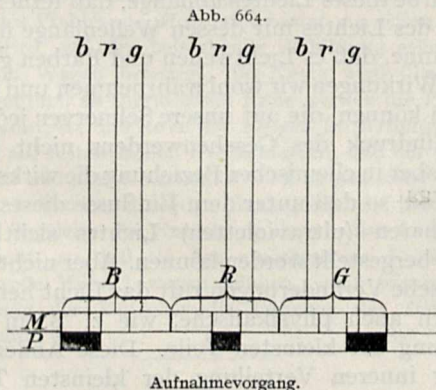 Abb. 664.
b r g b r g b r g
B R G
M
P
Aufnahmevorgang.